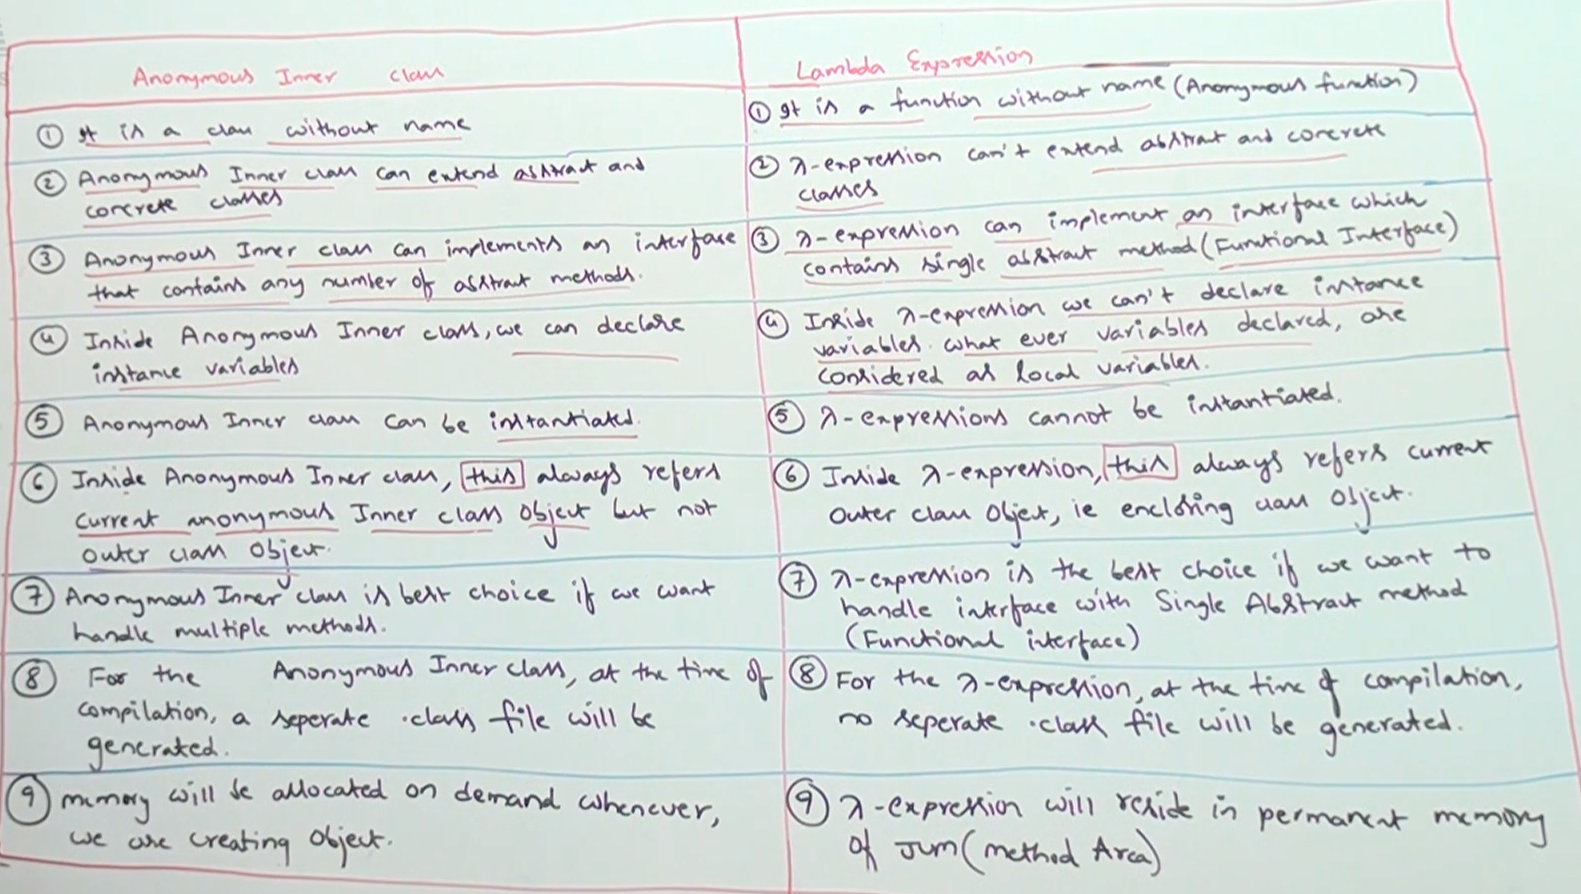 Anonymous Inner class
Lambda Expression
① It is a class without name
① It is a function without name (Anonymous function)
② Anonymous Inner class can extend abstract and
concrete classes
② λ-expression can't extend abstract and concrete
classes
③ Anonymous Inner class can implements an interface
that contains any number of abstract methods.
③ λ-expression can implement an interface which
contains single abstract method (Functional Interface)
④ Inside Anonymous Inner class, we can declare
instance variables
④ Inside λ-expression we can't declare instance
variables. what ever variables declared, are
considered as local variables.
⑤ Anonymous Inner class can be instantiated.
⑤ λ-expressions cannot be instantiated.
⑥ Inside Anonymous Inner class, this always refers
current anonymous Inner class object but not
outer class object.
⑥ Inside λ-expression, this always refers current
outer class Object, ie enclosing class Object.
⑦ Anonymous Inner class is best choice if we want
handle multiple methods.
⑦ λ-expression is the best choice if we want to
handle interface with Single Abstract method
(Functional interface)
⑧ For the Anonymous Inner class, at the time of
compilation, a seperate .class file will be
generated.
⑧ For the λ-expression, at the time of compilation,
no seperate .class file will be generated.
⑨ memory will be allocated on demand whenever,
we are creating object.
⑨ λ-expression will reside in permanent memory
of JVM (method Area)